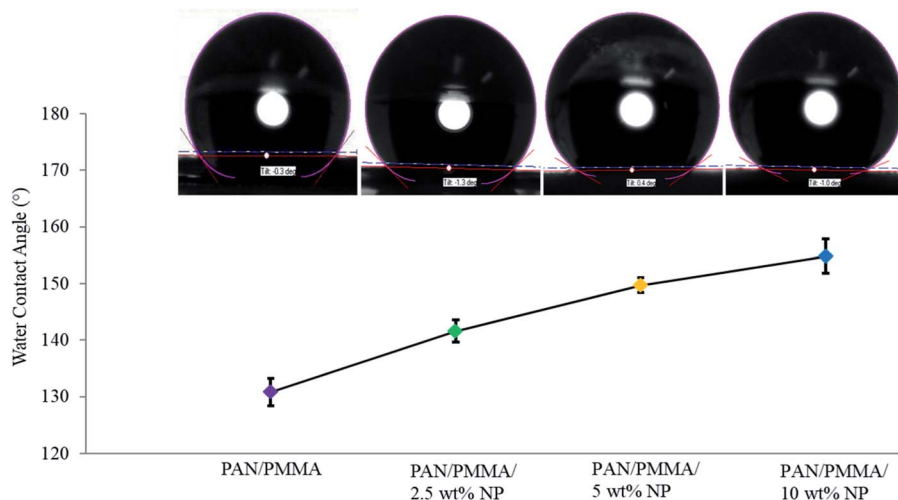 Tilt: -0.3 deg
Tilt: -1.3 deg
Tilt: 0.4 deg
Tilt: -1.0 deg
Water Contact Angle (°)
180
170
160
150
140
130
120
PAN/PMMA
PAN/PMMA/
2.5 wt% NP
PAN/PMMA/
5 wt% NP
PAN/PMMA/
10 wt% NP